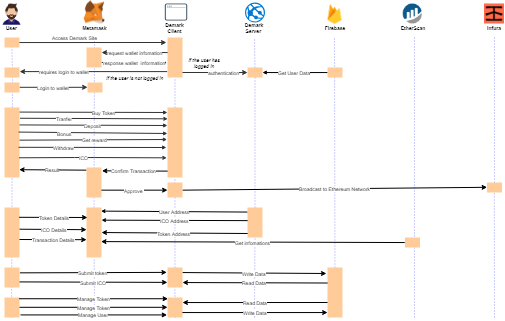 User
Metamask
Demark
Client
Demark
Server
Firebase
EtherScan
Infura
Access Demark Site
request wallet infomation
response wallet information
if the user has
logged in
requires login to wallet
authentication
Get User Data
if the user is not logged in
Login to wallet
Buy Token
Tranfer
Deposit
Bonus
Get reward
Withdraw
ICO
Result
Confirm Transaction
Approve
Broadcast to Ethereum Network
User Address
Token Details
ICO Address
ICO Details
Token Address
Transaction Details
Get infomations
Submit token
Write Data
Submit ICO
Read Data
Manage Token
Read Data
Manage Token
Write Data
Manage User